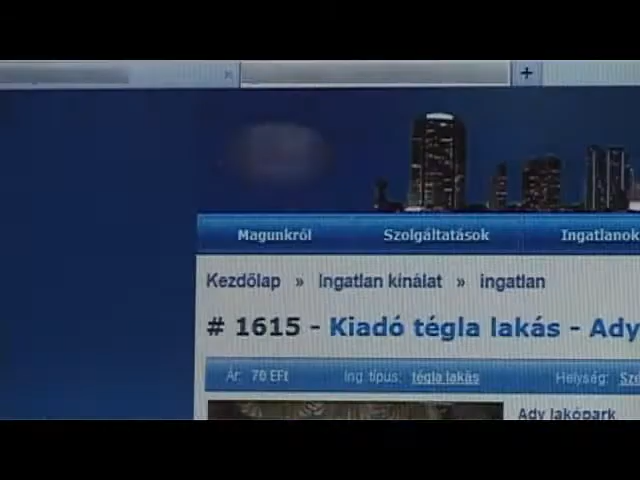 Magunkról Szolgáltatások Ingatlanok
Kezdőlap » Ingatlan kínálat » ingatlan
# 1615 - Kiadó tégla lakás - Ady
Ár: 70 EFt Ing. típus: tégla lakás Helység:
Ady lakópark